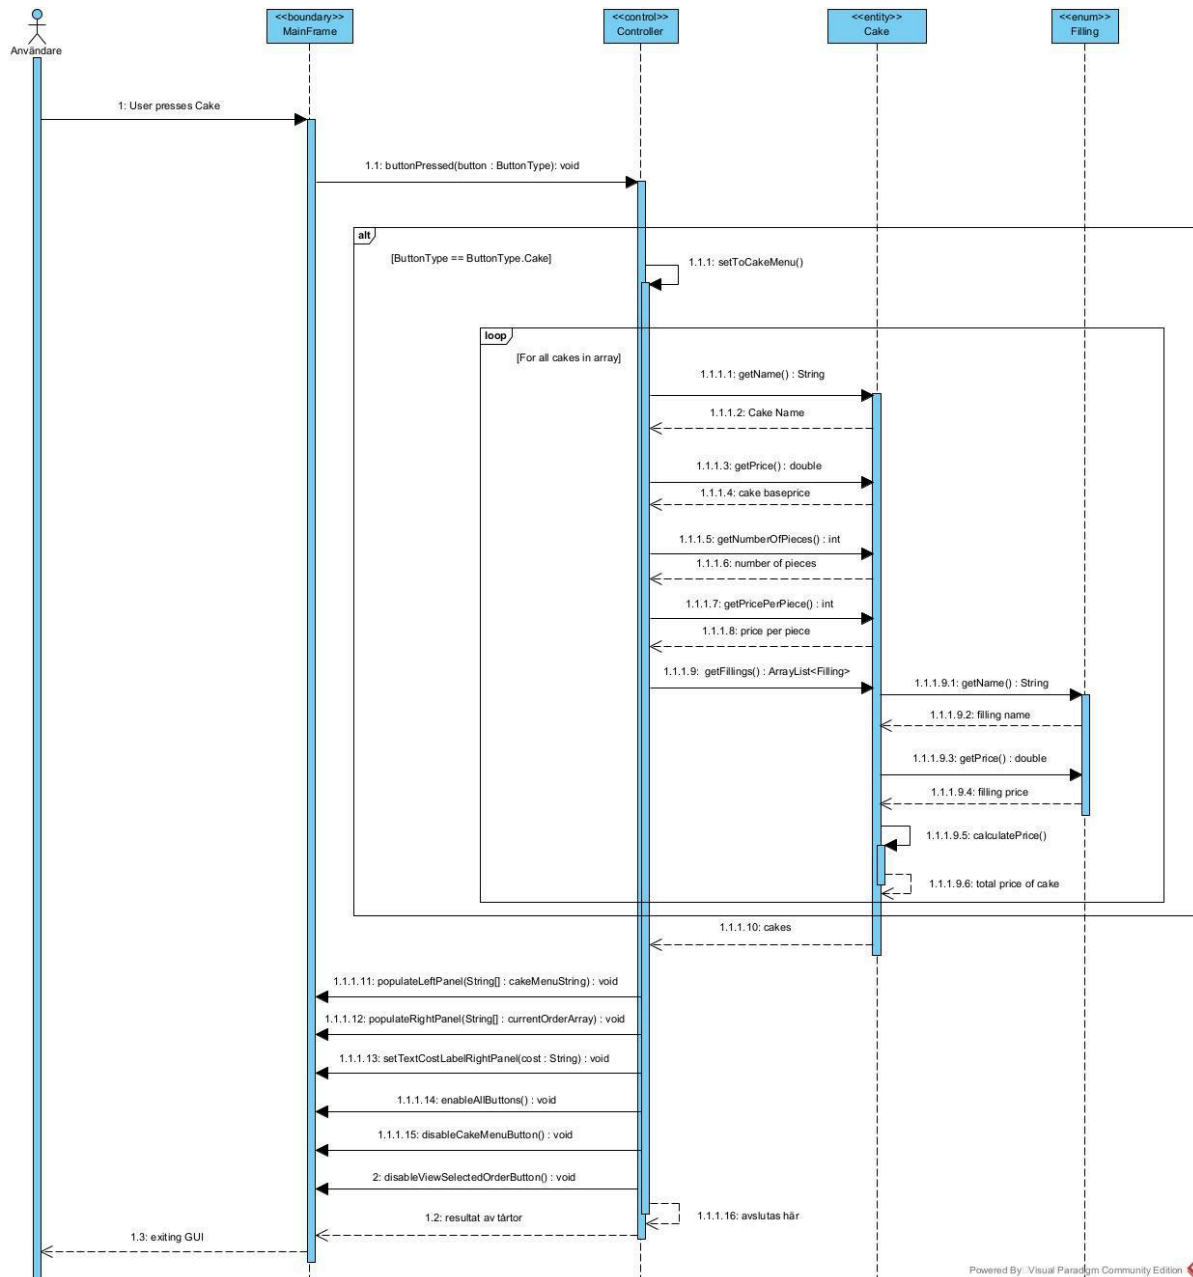 <<boundary>>
MainFrame
<<control>>
Controller
<<entity>>
Cake
<<enum>>
Filling
Användare
1: User presses Cake
1.1: buttonPressed(button : ButtonType): void
alt
[ButtonType == ButtonType.Cake]
1.1.1: setToCakeMenu()
loop
[For all cakes in array]
1.1.1.1: getName() : String
1.1.1.2: Cake Name
1.1.1.3: getPrice() : double
1.1.1.4: cake baseprice
1.1.1.5: getNumberOfPieces() : int
1.1.1.6: number of pieces
1.1.1.7: getPricePerPiece() : int
1.1.1.8: price per piece
1.1.1.9: getFillings() : ArrayList<Filling>
1.1.1.9.1: getName() : String
1.1.1.9.2: filling name
1.1.1.9.3: getPrice() : double
1.1.1.9.4: filling price
1.1.1.9.5: calculatePrice()
1.1.1.9.6: total price of cake
1.1.1.10: cakes
1.1.1.11: populateLeftPanel(String[] : cakeMenuString) : void
1.1.1.12: populateRightPanel(String[] : currentOrderArray) : void
1.1.1.13: setTextCostLabelRightPanel(cost : String) : void
1.1.1.14: enableAllButtons() : void
1.1.1.15: disableCakeMenuButton() : void
2: disableViewSelectedOrderButton() : void
1.1.1.16: avslutas här
1.2: resultat av tårtor
1.3: exiting GUI
Powered By Visual Paradigm Community Edition